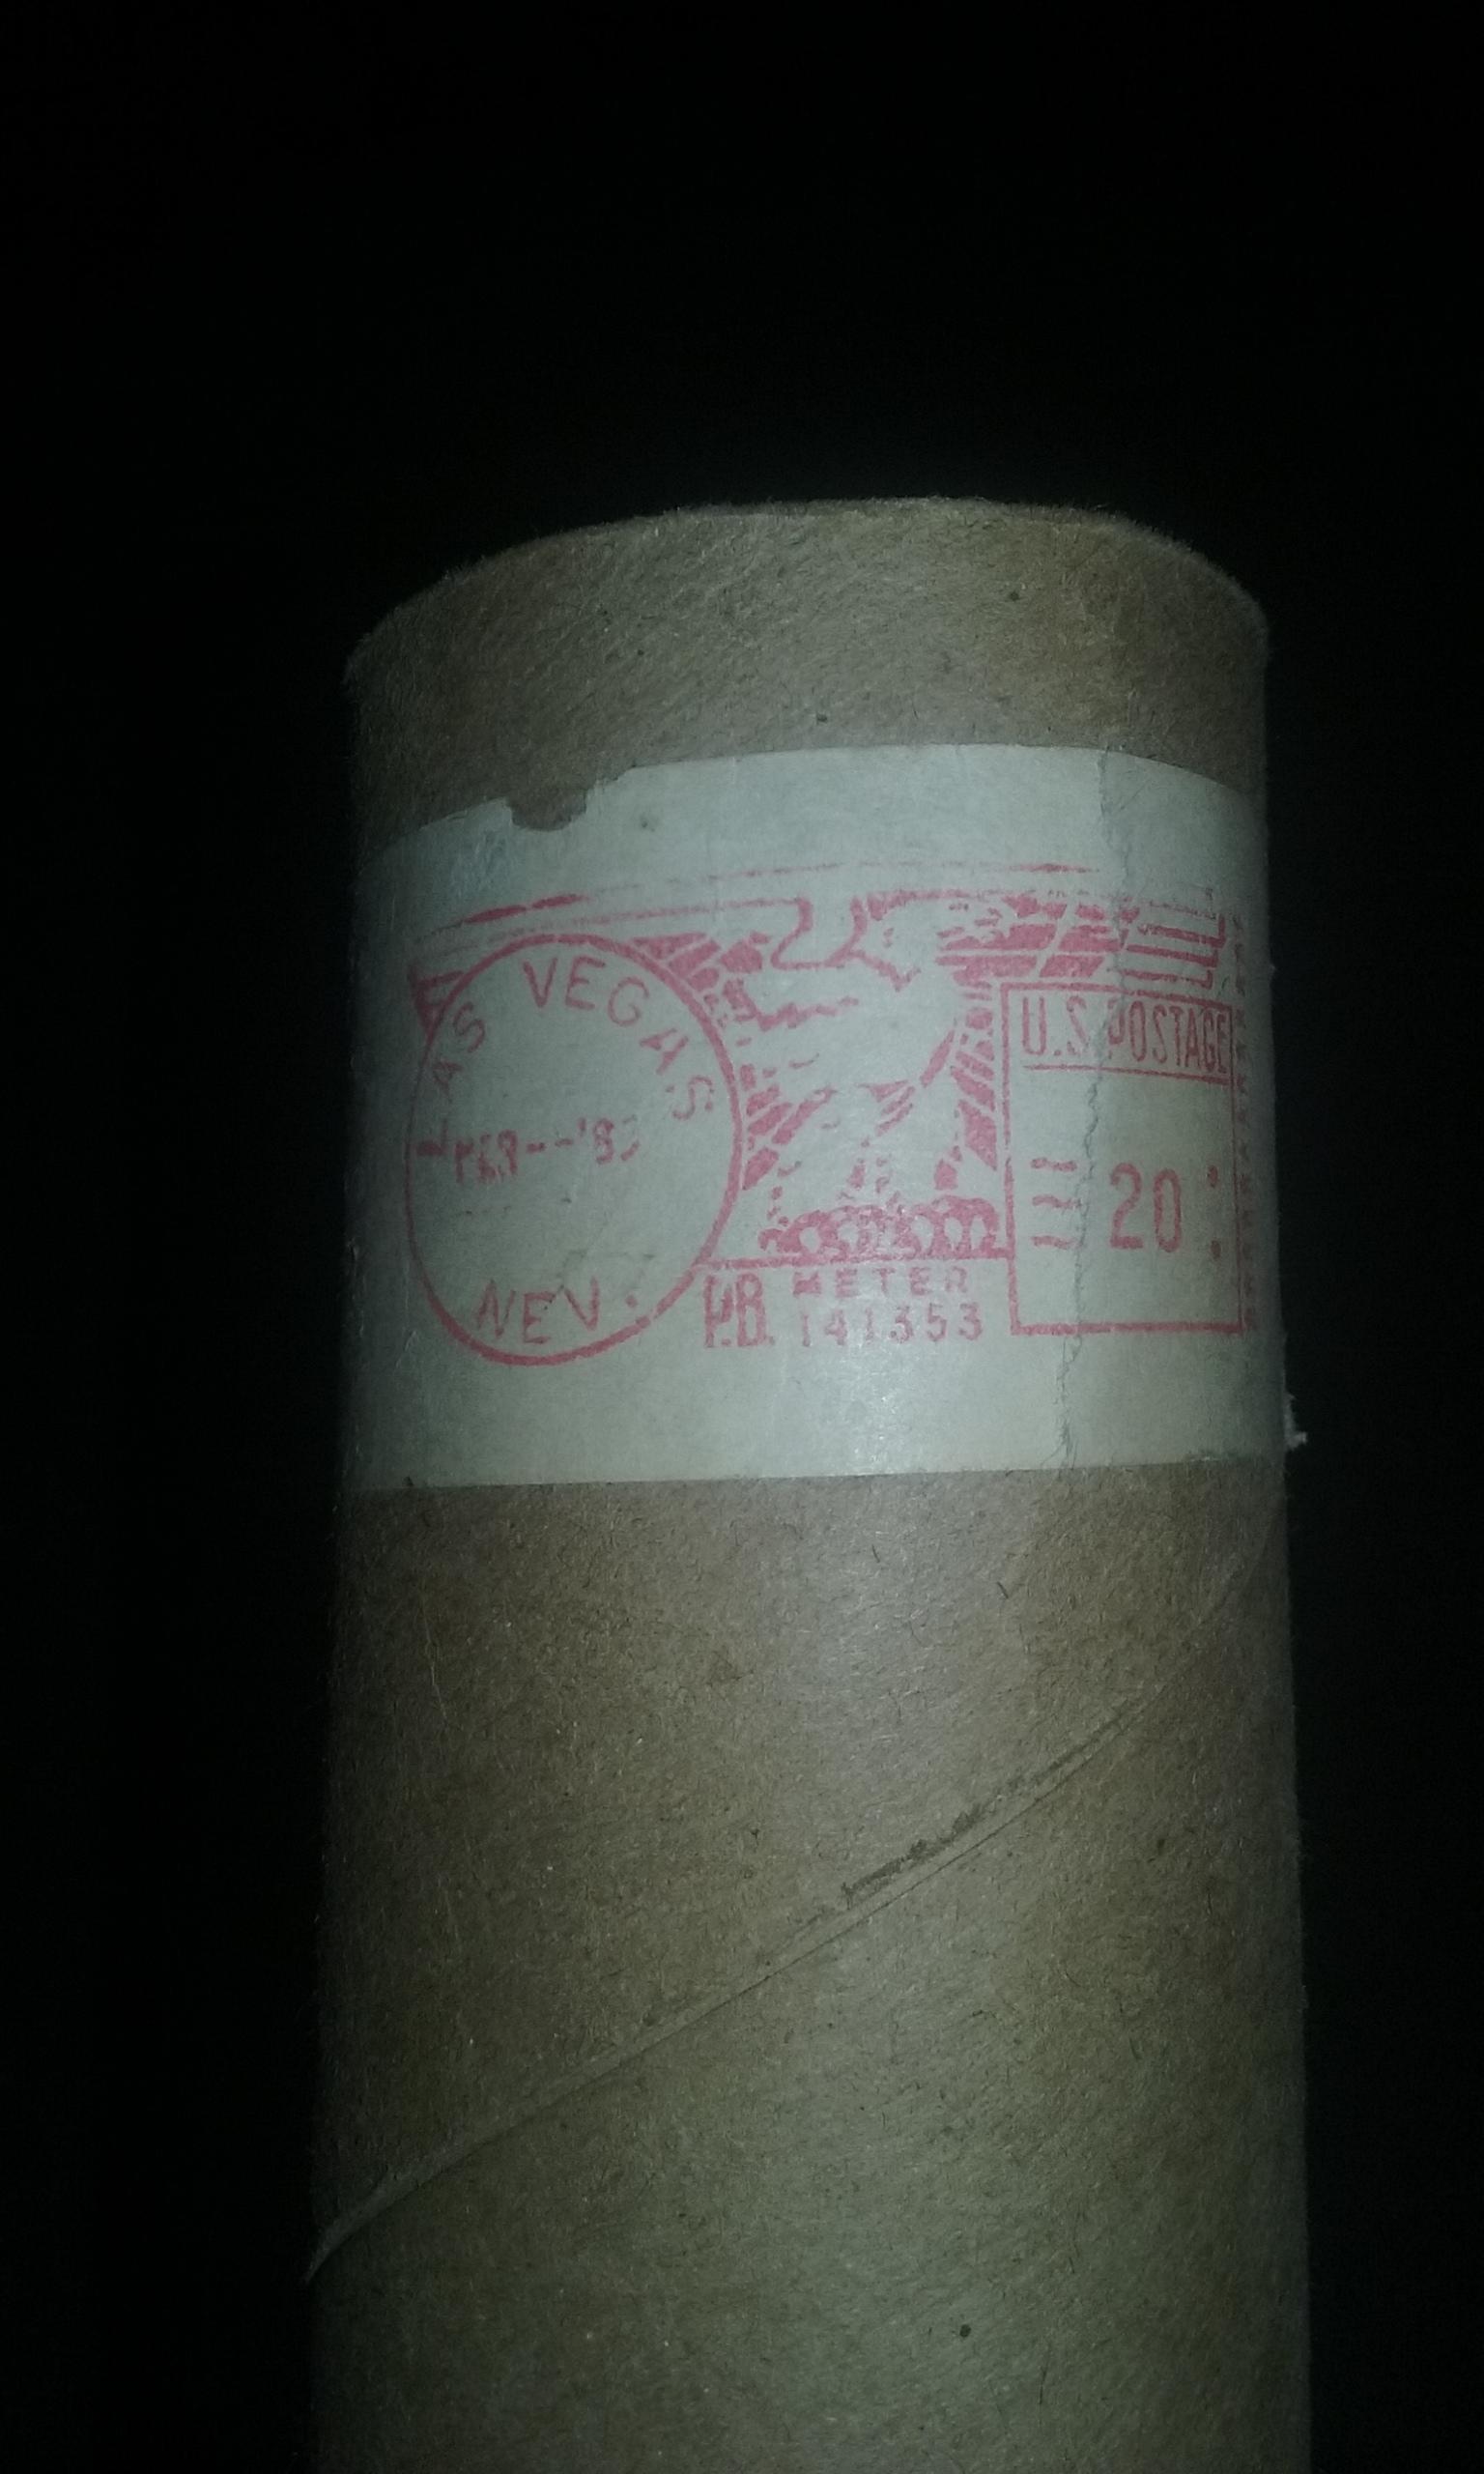 LAS VEGAS
NEV.
P.B. METER
141353
U.S. POSTAGE
20